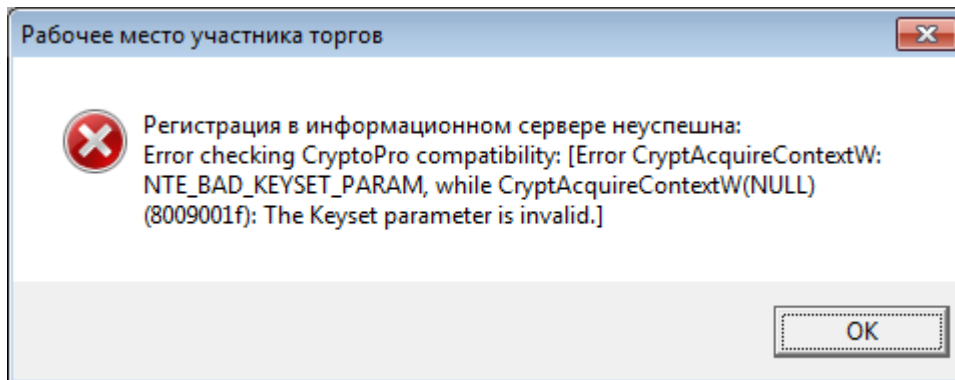 Рабочее место участника торгов
Регистрация в информационном сервере неуспешна:
Error checking CryptoPro compatibility: [Error CryptAcquireContextW:
NTE_BAD_KEYSET_PARAM, while CryptAcquireContextW(NULL)
(8009001f): The Keyset parameter is invalid.]
OK